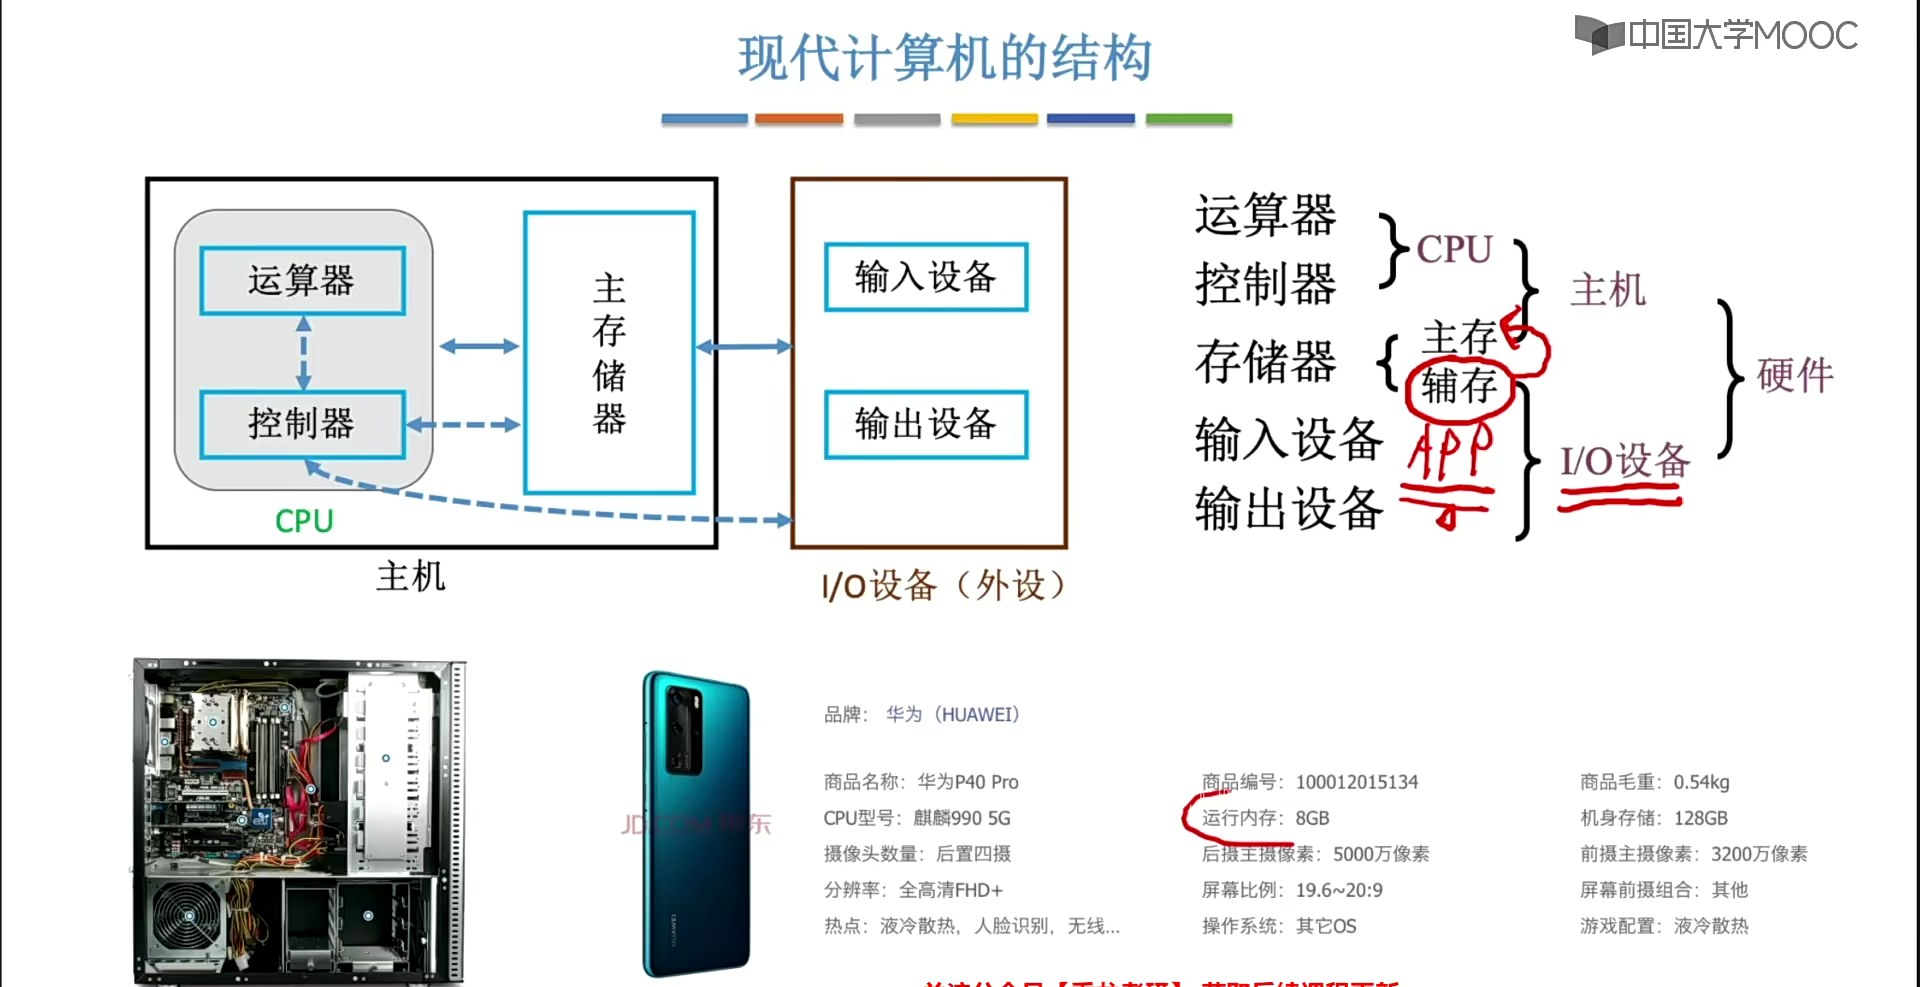 中国大学MOOC
现代计算机的结构
运算器
控制器
CPU
主存储器
主机
输入设备
输出设备
I/O设备（外设）
运算器
控制器
CPU
主机
存储器
主存
辅存
硬件
输入设备
APP
I/O设备
输出设备
JD.COM 京东
HUAWEI
品牌： 华为（HUAWEI）
商品名称：华为P40 Pro
商品编号：100012015134
商品毛重：0.54kg
CPU型号：麒麟990 5G
运行内存：8GB
机身存储：128GB
摄像头数量：后置四摄
后摄主摄像素：5000万像素
前摄主摄像素：3200万像素
分辨率：全高清FHD+
屏幕比例：19.6~20:9
屏幕前摄组合：其他
热点：液冷散热，人脸识别，无线...
操作系统：其它OS
游戏配置：液冷散热